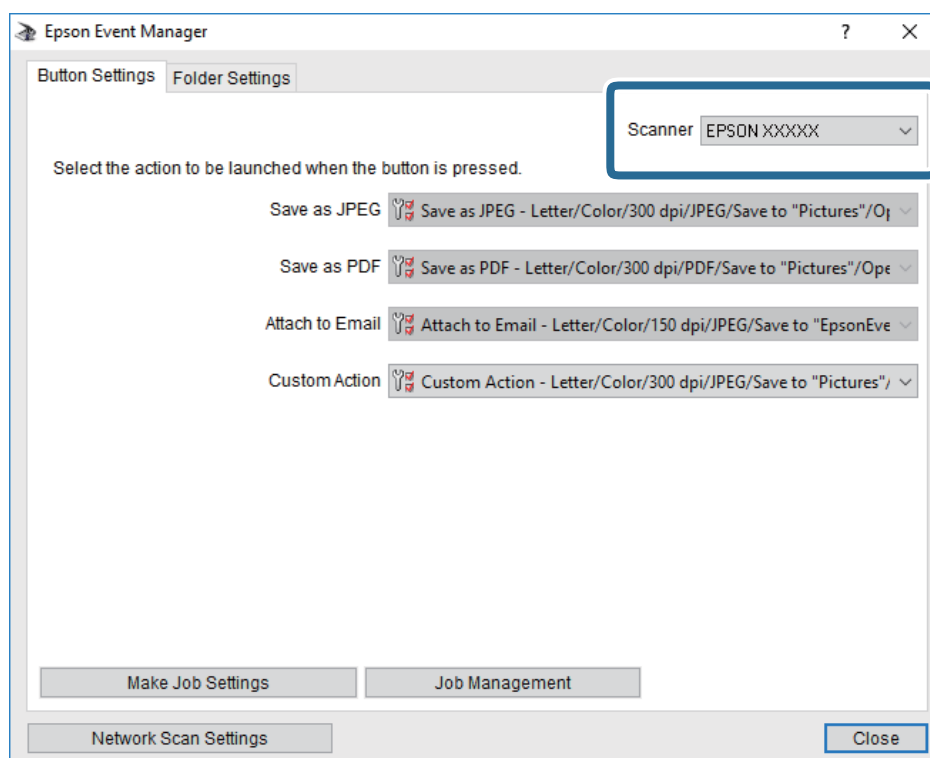 Epson Event Manager ?
Button Settings Folder Settings
Scanner EPSON XXXXX
Select the action to be launched when the button is pressed.
Save as JPEG Save as JPEG - Letter/Color/300 dpi/JPEG/Save to "Pictures"/Op
Save as PDF Save as PDF - Letter/Color/300 dpi/PDF/Save to "Pictures"/Ope
Attach to Email Attach to Email - Letter/Color/150 dpi/JPEG/Save to "EpsonEve
Custom Action Custom Action - Letter/Color/300 dpi/JPEG/Save to "Pictures"/
Make Job Settings Job Management
Network Scan Settings Close